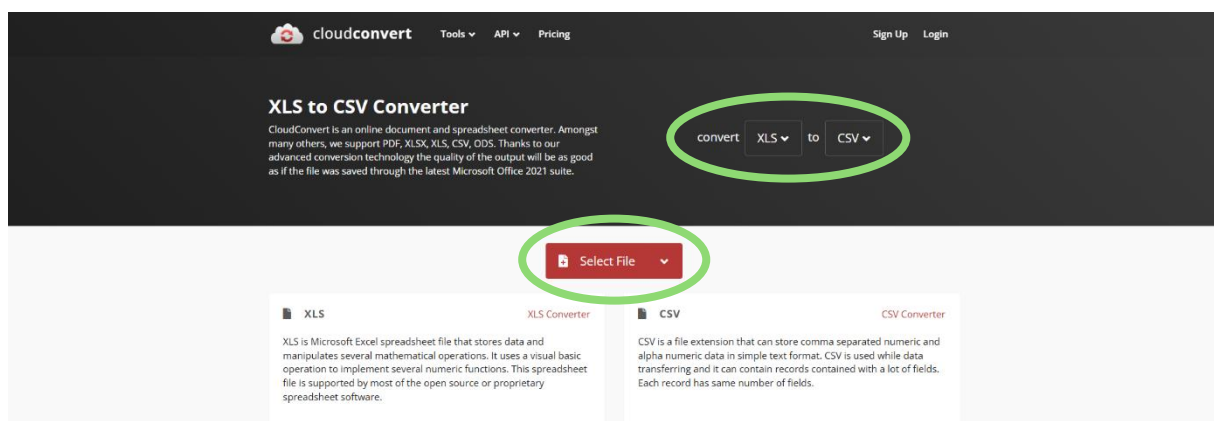 cloudconvert Tools API Pricing Sign Up Login
XLS to CSV Converter
CloudConvert is an online document and spreadsheet converter. Amongst
many others, we support PDF, XLSX, XLS, CSV, ODS. Thanks to our
advanced conversion technology the quality of the output will be as good
as if the file was saved through the latest Microsoft Office 2021 suite.
convert XLS to CSV
Select File
XLS XLS Converter
XLS is Microsoft Excel spreadsheet file that stores data and
manipulates several mathematical operations. It uses a visual basic
operation to implement several numeric functions. This spreadsheet
file is supported by most of the open source or proprietary
spreadsheet software.
CSV CSV Converter
CSV is a file extension that can store comma separated numeric and
alpha numeric data in simple text format. CSV is used while data
transferring and it can contain records contained with a lot of fields.
Each record has same number of fields.